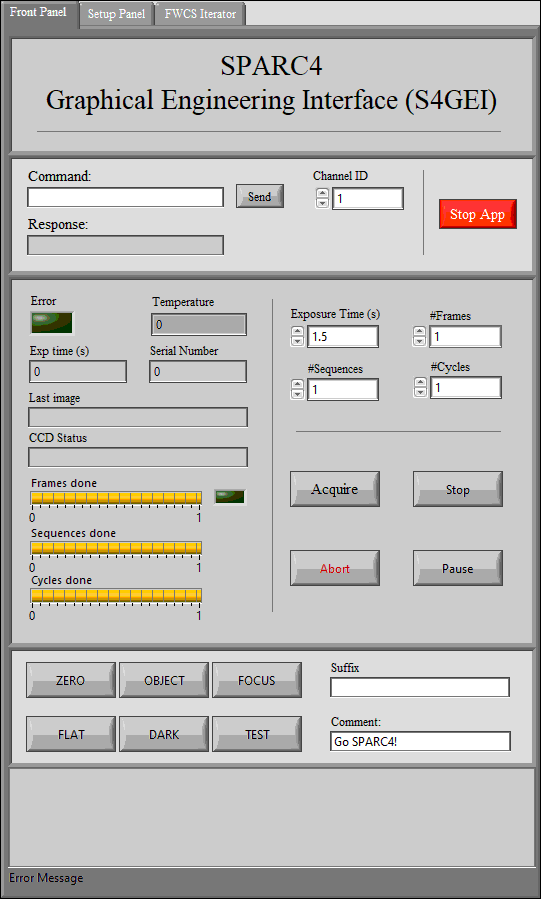 Front Panel Setup Panel FWCS Iterator
SPARC4
Graphical Engineering Interface (S4GEI)
Command:
Send
Channel ID
1
Stop App
Response:
Error
Temperature
0
Exp time (s)
0
Serial Number
0
Last image
CCD Status
Frames done
0 1
Sequences done
0 1
Cycles done
0 1
Exposure Time (s)
1.5
#Frames
1
#Sequences
1
#Cycles
1
Acquire
Stop
Abort
Pause
ZERO OBJECT FOCUS
FLAT DARK TEST
Suffix
Comment:
Go SPARC4!
Error Message